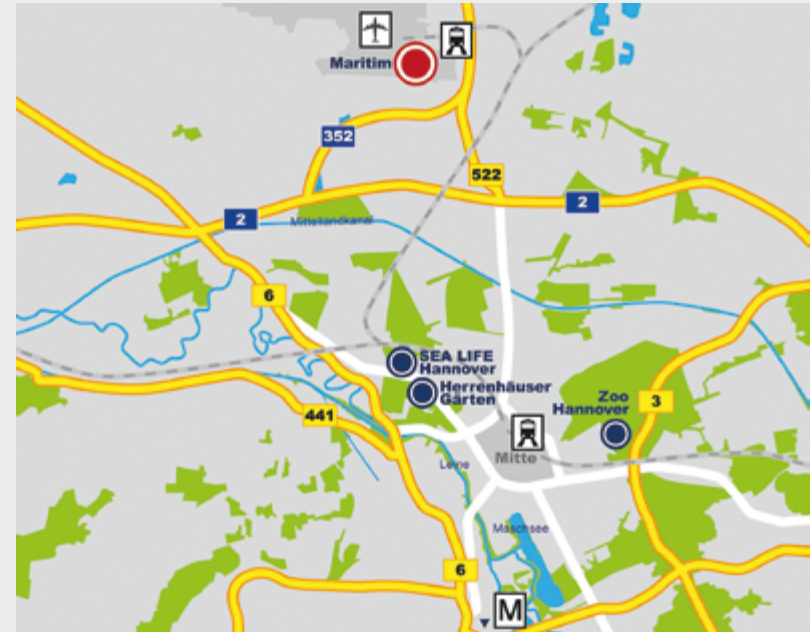 Maritim
352
522
2
2
Mittellandkanal
6
SEA LIFE
Hannover
Herrenhäuser
Gärten
Zoo
Hannover
3
441
Mitte
Leine
Maschsee
6
M